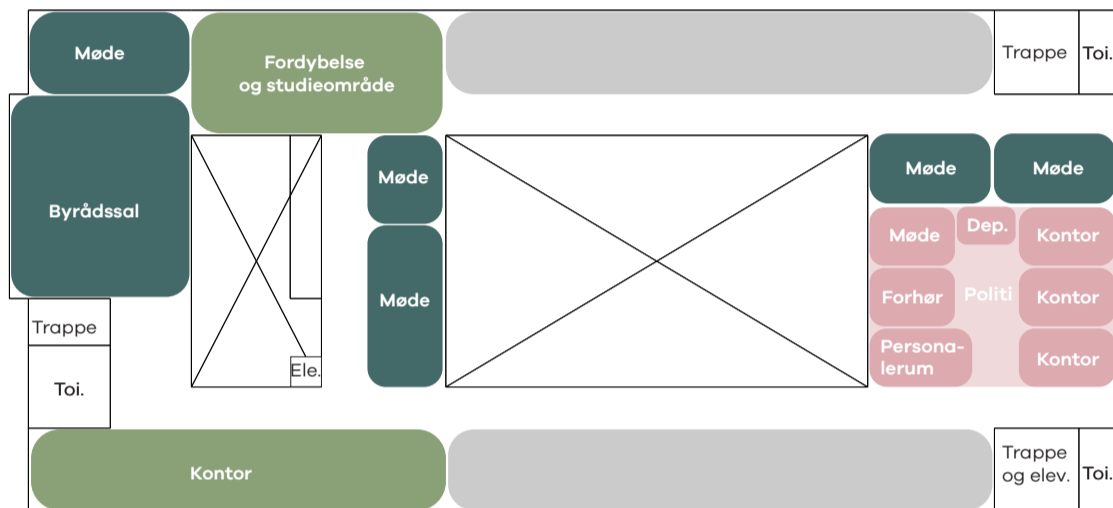 Møde
Fordybelse
og studieområde
Trappe
Toi.
Byrådssal
Møde
Møde
Møde
Møde
Møde
Dep.
Kontor
Forhør
Politi
Kontor
Persona-
lerum
Kontor
Trappe
Toi.
Ele.
Kontor
Trappe
og elev.
Toi.